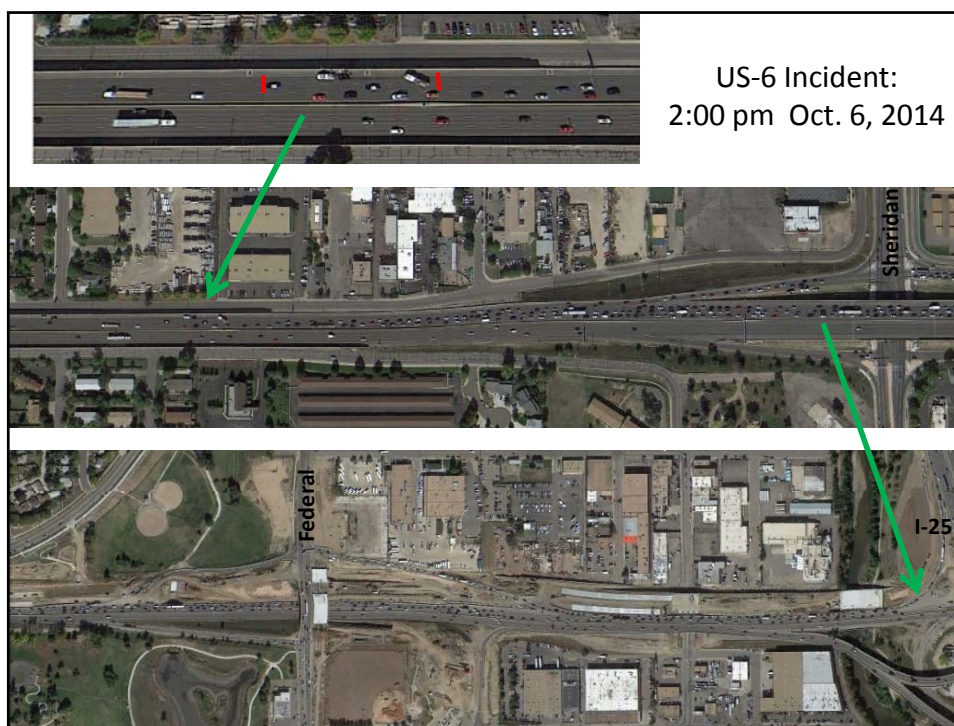 US-6 Incident:
2:00 pm  Oct. 6, 2014
Sheridan
Federal
I-25